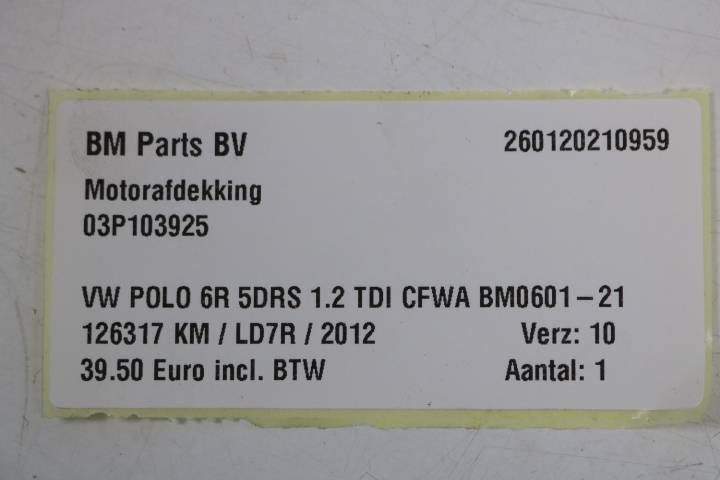 BM Parts BV 260120210959
Motorafdekking
03P103925
VW POLO 6R 5DRS 1.2 TDI CFWA BM0601-21
126317 KM / LD7R / 2012 Verz: 10
39.50 Euro incl. BTW Aantal: 1